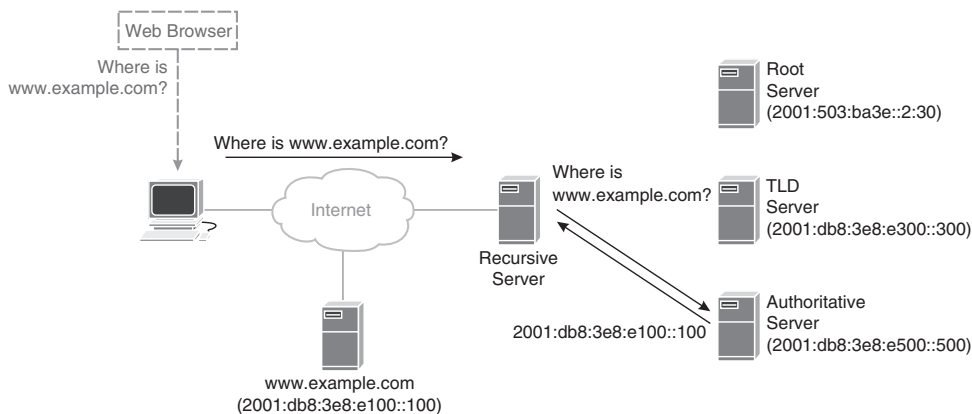 Web Browser
Where is
www.example.com?
Where is www.example.com?
Internet
www.example.com
(2001:db8:3e8:e100::100)
Recursive
Server
Where is
www.example.com?
2001:db8:3e8:e100::100
Root
Server
(2001:503:ba3e::2:30)
TLD
Server
(2001:db8:3e8:e300::300)
Authoritative
Server
(2001:db8:3e8:e500::500)